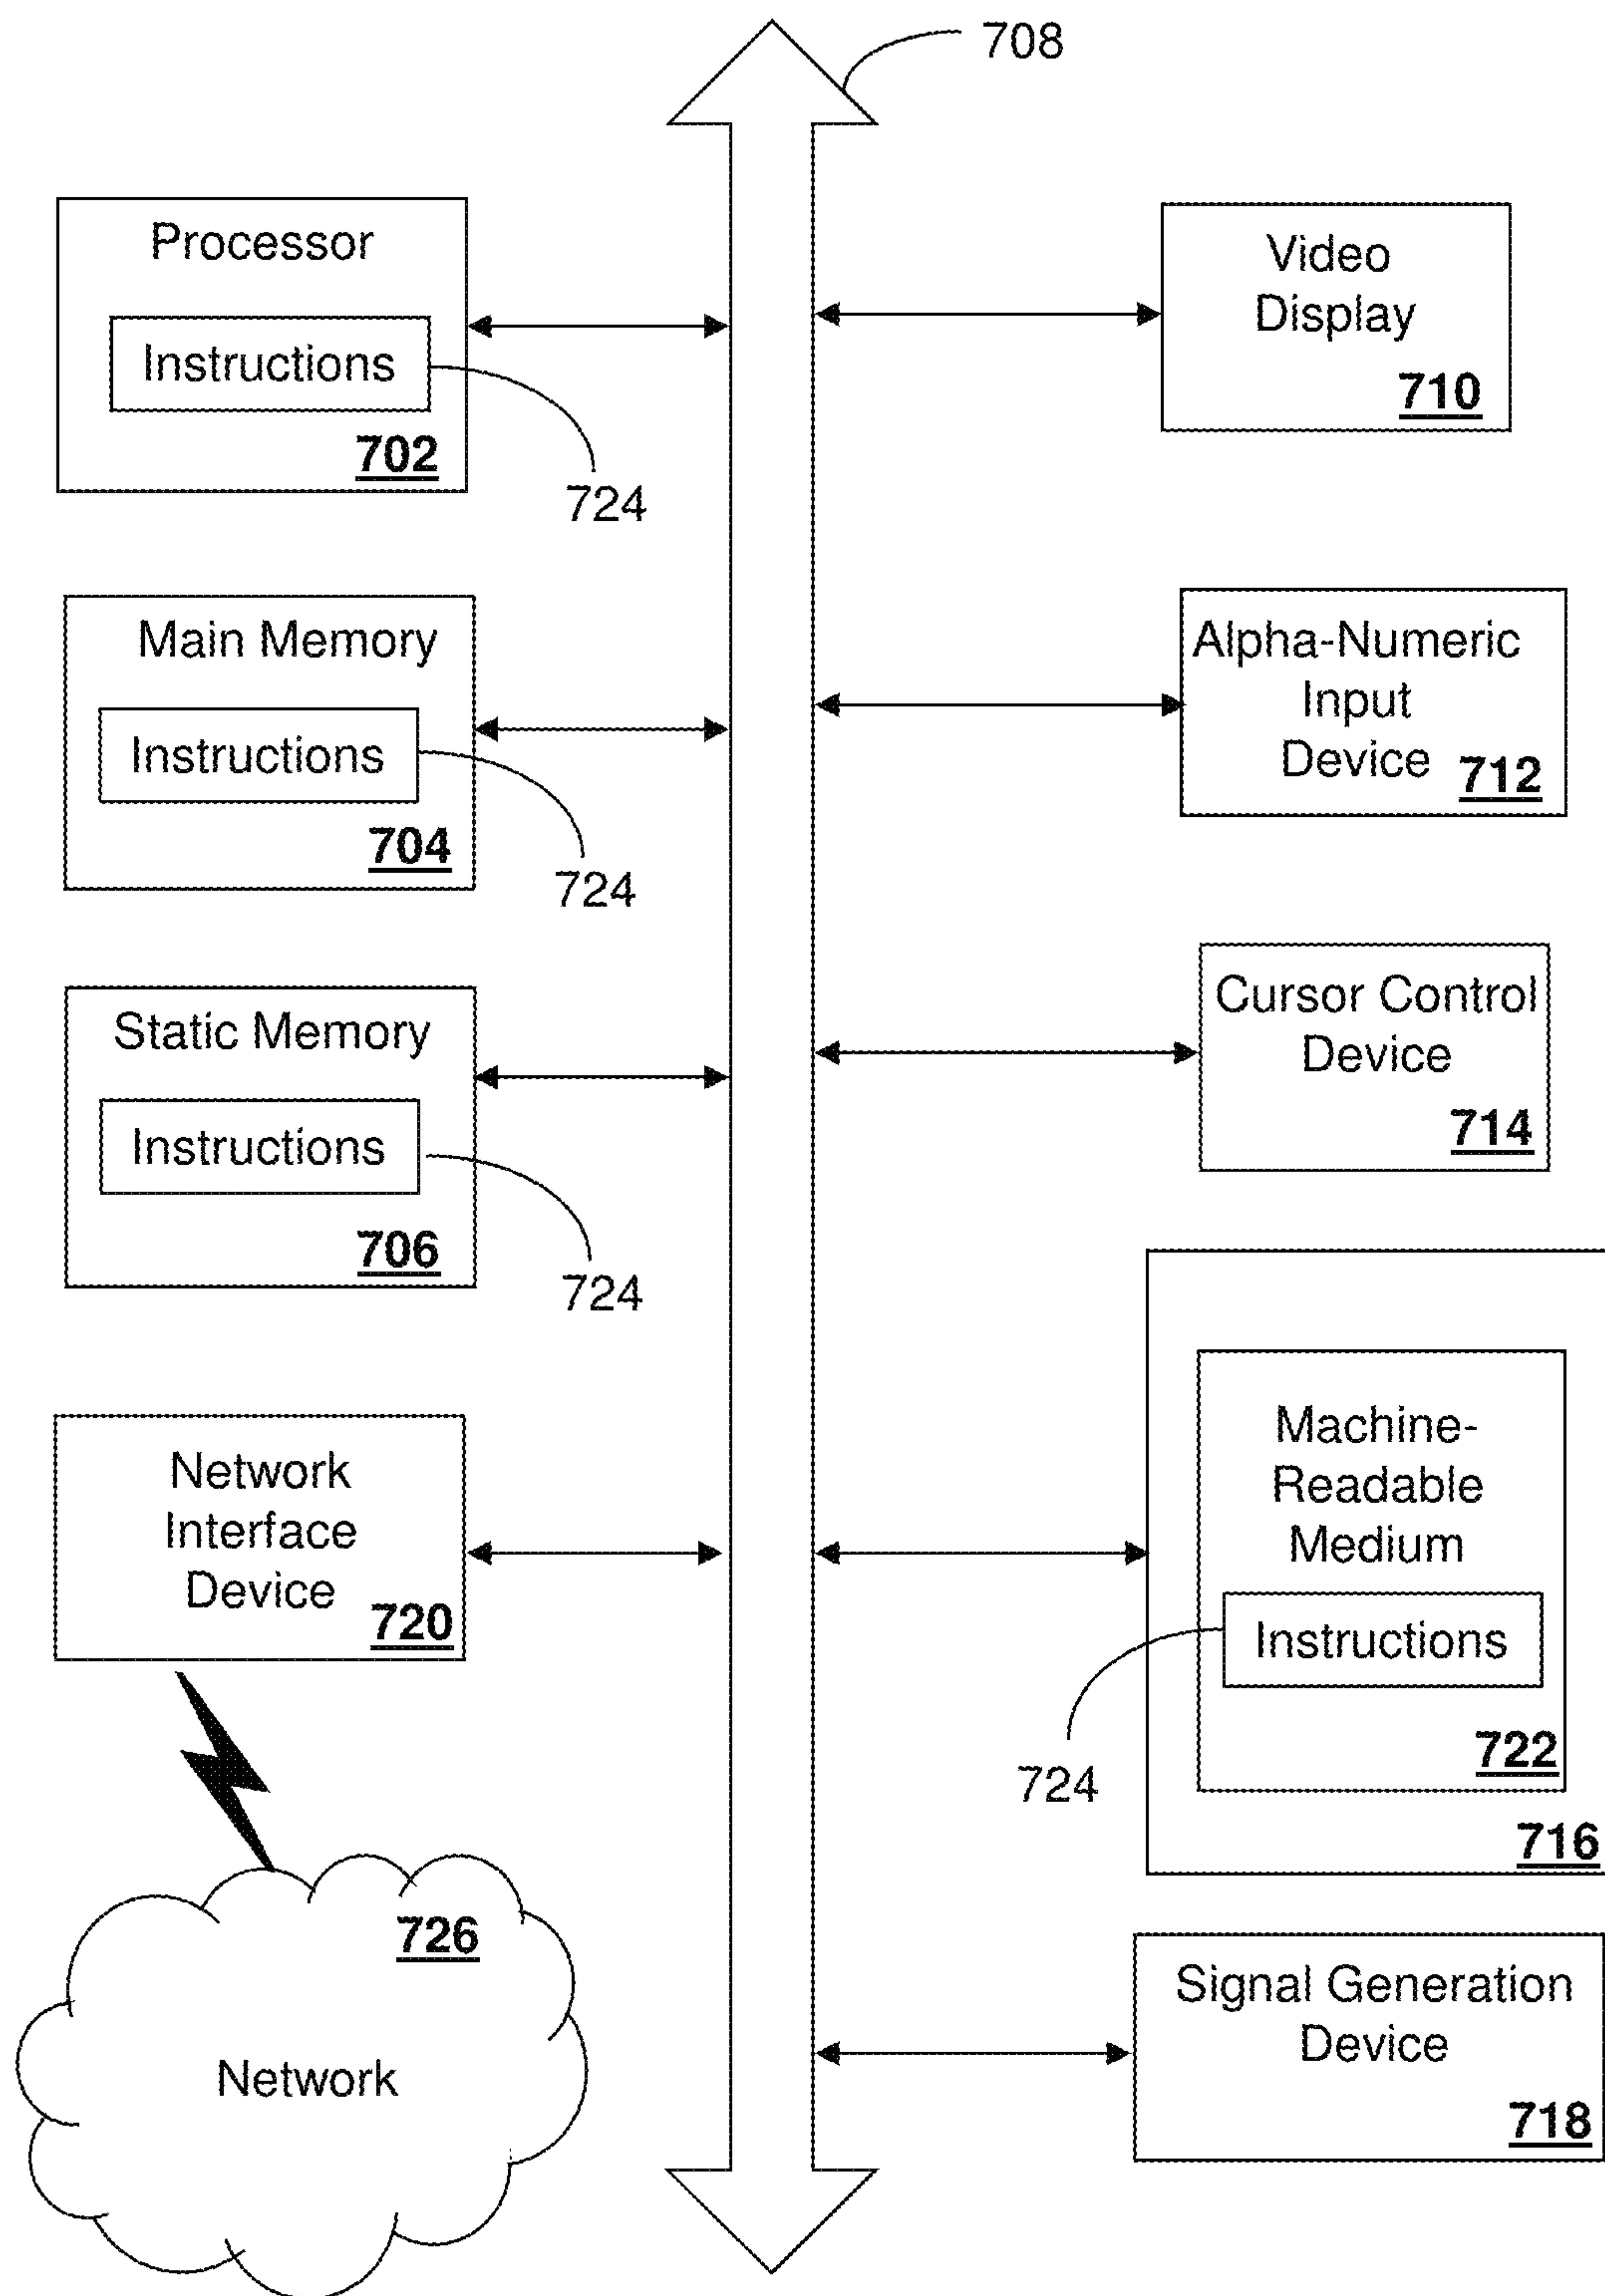 708
Processor
Instructions
702
724
Main Memory
Instructions
704
724
Static Memory
Instructions
706
724
Network
Interface
Device
720
726
Network
Video
Display
710
Alpha-Numeric
Input
Device
712
Cursor Control
Device
714
Machine-
Readable
Medium
Instructions
722
724
716
Signal Generation
Device
718